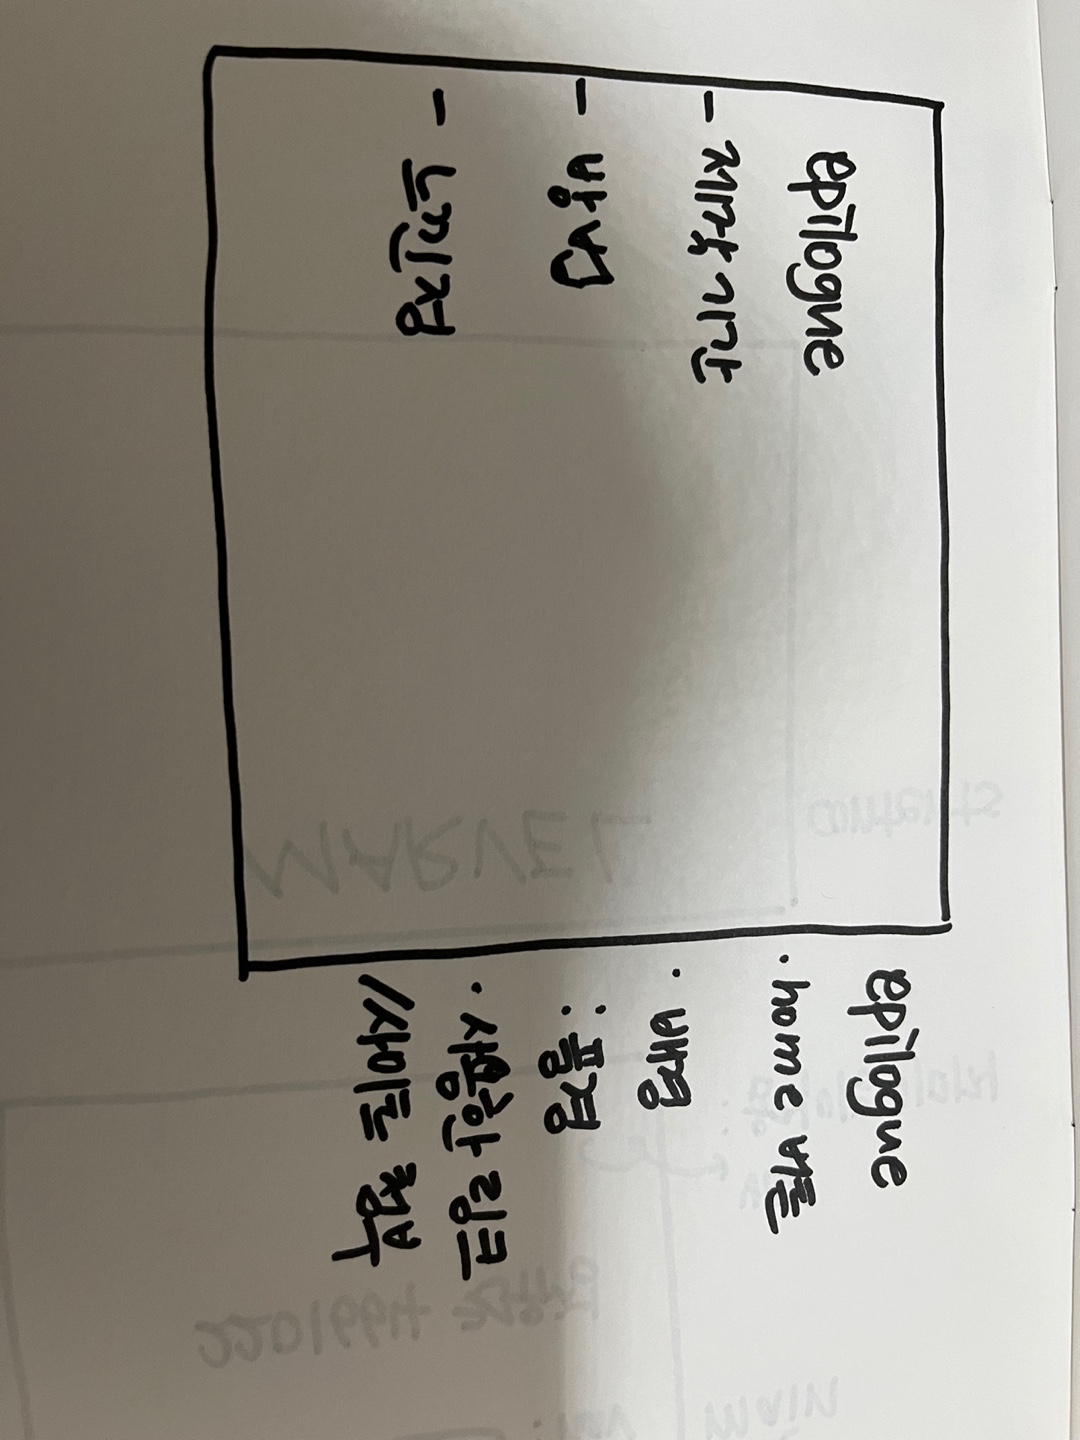 epilogue
- 제작기간
- 방법
- 느낀점
epilogue
· home 버튼
· 배경
: 풍경
· 사용한 링크
/사이트 첨부